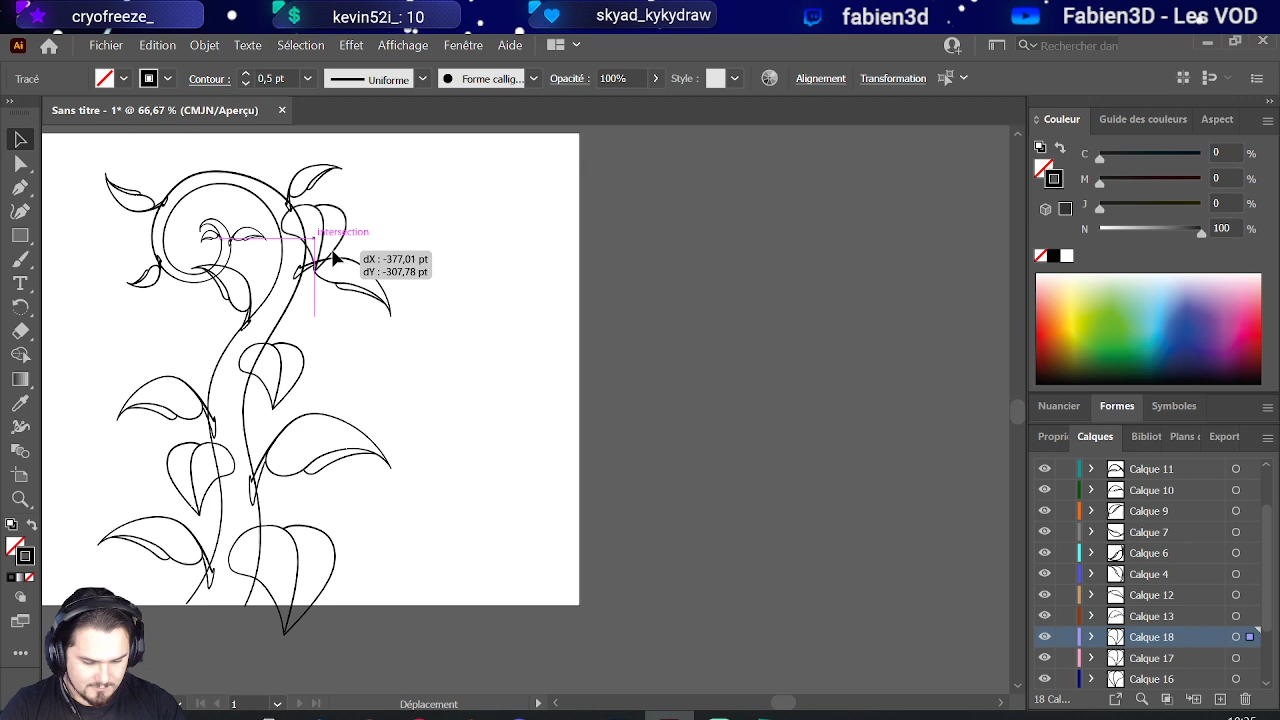 cryofreeze_
kevin52i_: 10
skyad_kykydraw
fabien3d
Fabien3D - Les VOD
Ai
Fichier Edition Objet Texte Sélection Effet Affichage Fenêtre Aide
Rechercher dan
Tracé
Contour : 0,5 pt
Uniforme
Forme callig...
Opacité : 100%
Style :
Alignement
Transformation
Sans titre - 1* @ 66,67 % (CMJN/Aperçu)
intersection
dX : -377,01 pt
dY : -307,78 pt
Couleur Guide des couleurs Aspect
C 0 %
M 0 %
J 0 %
N 100 %
Nuancier Formes Symboles
Proprié Calques Bibliot Plans d Export
Calque 11
Calque 10
Calque 9
Calque 7
Calque 6
Calque 4
Calque 12
Calque 13
Calque 18
Calque 17
Calque 16
18 Cal...
1
Déplacement